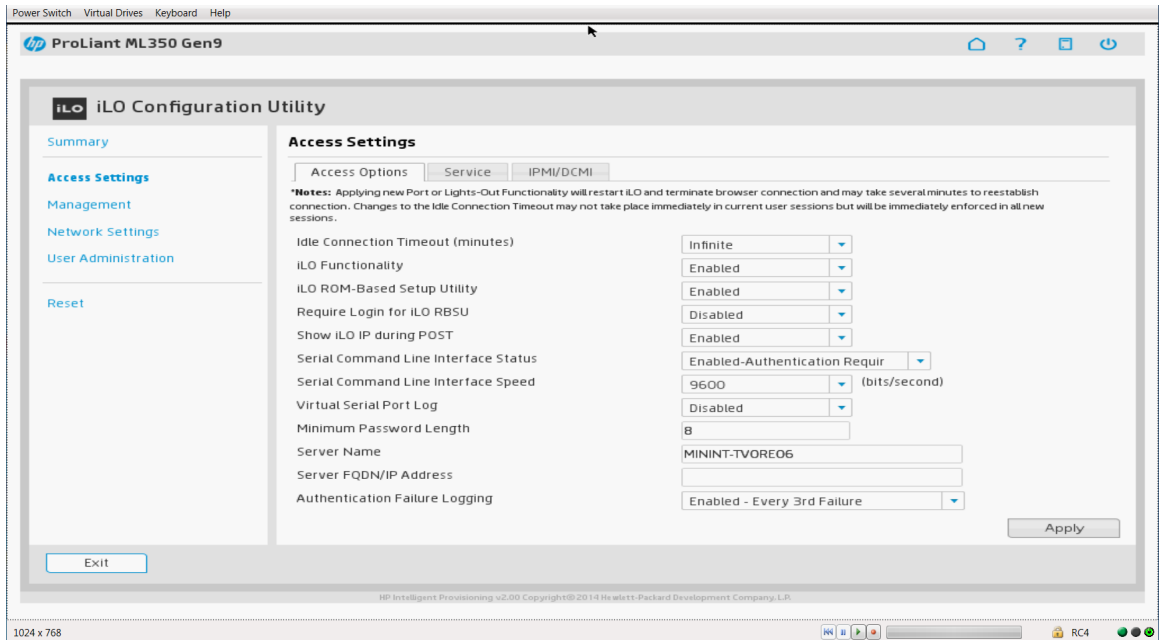 Power Switch Virtual Drives Keyboard Help
hp ProLiant ML350 Gen9 ?
iLO iLO Configuration Utility
Summary
Access Settings
Management
Network Settings
User Administration
Reset
Access Settings
Access Options Service IPMI/DCMI
*Notes: Applying new Port or Lights-Out Functionality will restart iLO and terminate browser connection and may take several minutes to reestablish
connection. Changes to the Idle Connection Timeout may not take place immediately in current user sessions but will be immediately enforced in all new
sessions.
Idle Connection Timeout (minutes) Infinite
iLO Functionality Enabled
iLO ROM-Based Setup Utility Enabled
Require Login for iLO RBSU Disabled
Show iLO IP during POST Enabled
Serial Command Line Interface Status Enabled-Authentication Requir
Serial Command Line Interface Speed 9600 (bits/second)
Virtual Serial Port Log Disabled
Minimum Password Length 8
Server Name MININT-TVORE06
Server FQDN/IP Address
Authentication Failure Logging Enabled - Every 3rd Failure
Apply
Exit
HP Intelligent Provisioning v2.00 Copyright©2014 Hewlett-Packard Development Company, L.P.
1024 x 768 RC4